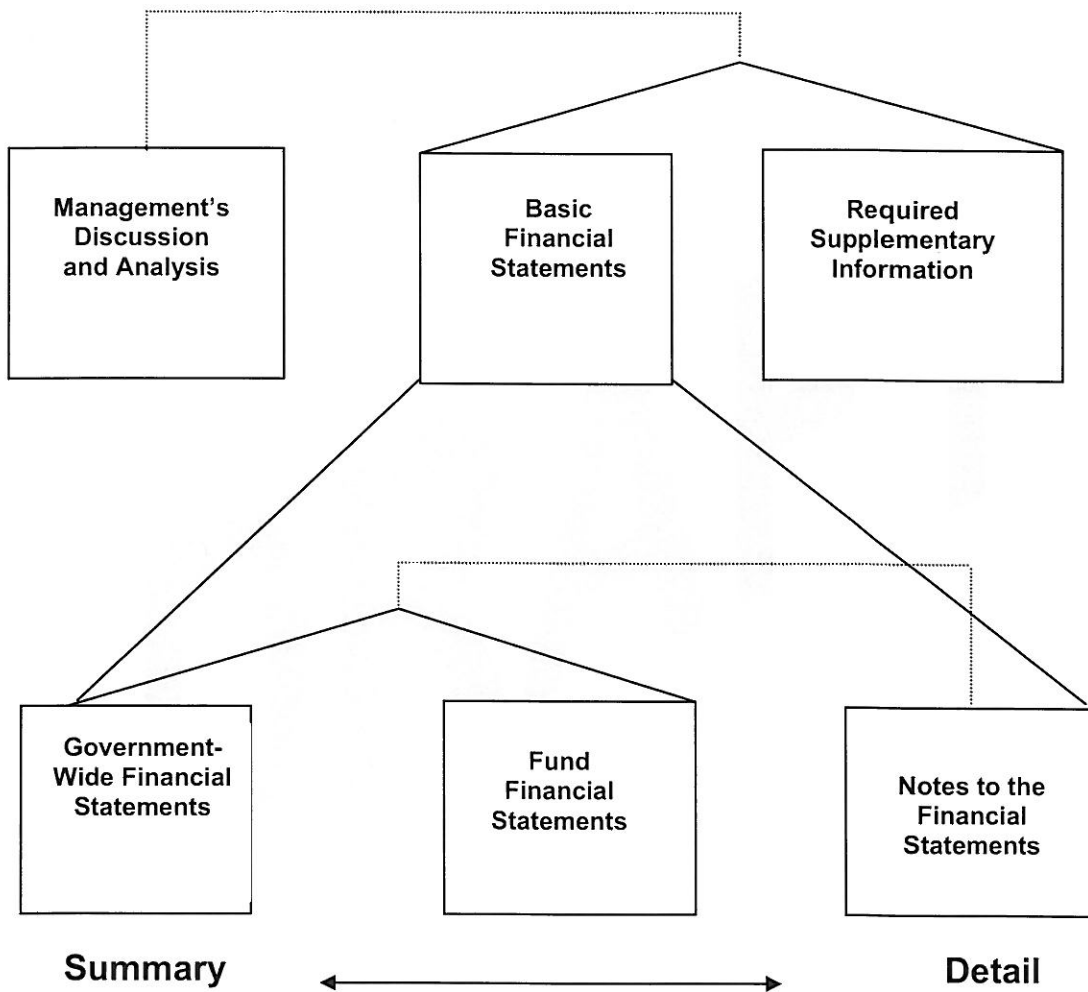 Management's
Discussion
and Analysis
Basic
Financial
Statements
Required
Supplementary
Information
Government-
Wide Financial
Statements
Fund
Financial
Statements
Notes to the
Financial
Statements
Summary
Detail